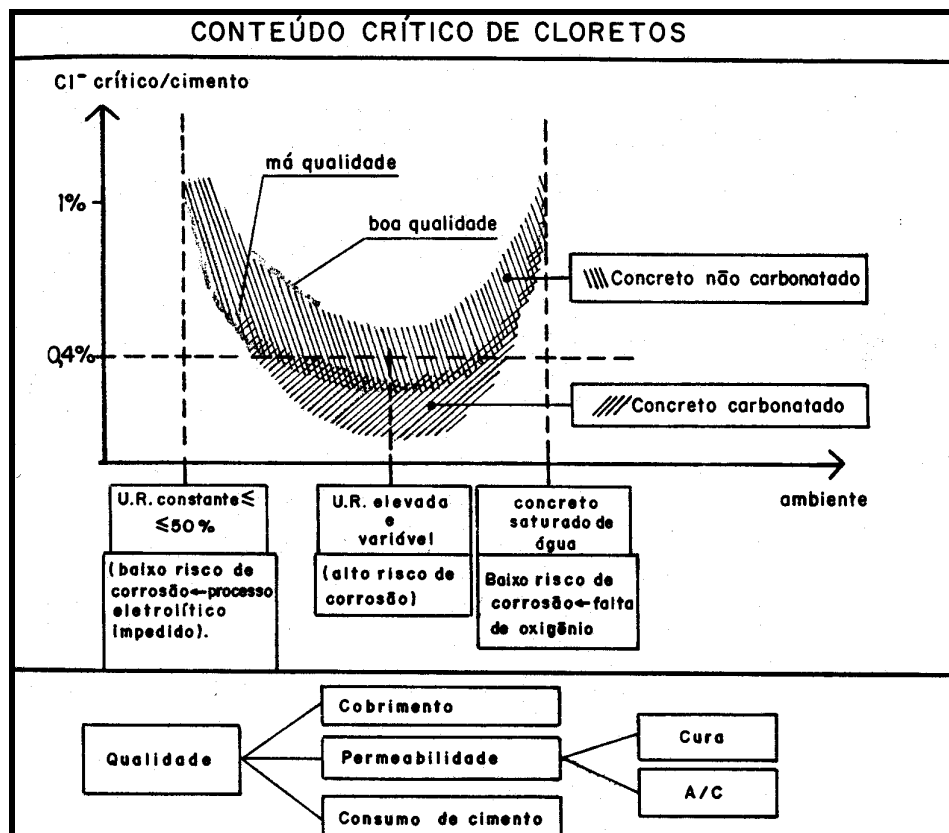 CONTEÚDO CRÍTICO DE CLORETOS
Cl⁻ crítico/cimento
má qualidade
boa qualidade
1%
Concreto não carbonatado
0,4%
Concreto carbonatado
ambiente
U.R. constante ≤
≤50%
(baixo risco de
corrosão←processo
eletrolítico
impedido).
U.R. elevada
e
variável
(alto risco de
corrosão)
concreto
saturado de
água
Baixo risco de
corrosão←falta
de oxigênio
Qualidade
Cobrimento
Permeabilidade
Consumo de cimento
Cura
A/C